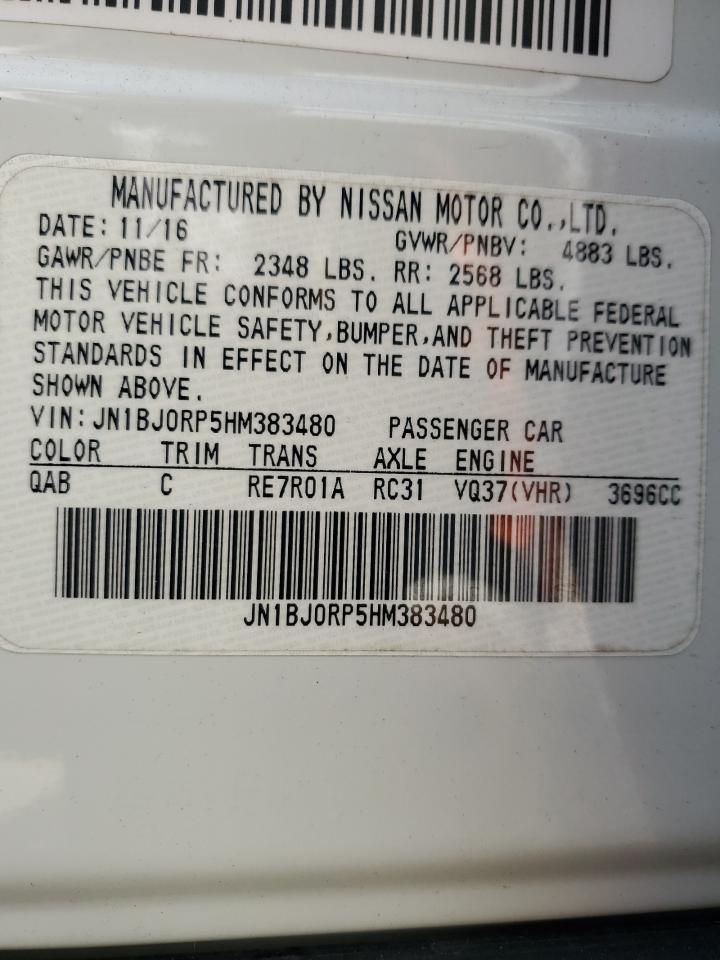 MANUFACTURED BY NISSAN MOTOR CO.,LTD.
DATE: 11/16 GVWR/PNBV: 4883 LBS.
GAWR/PNBE FR: 2348 LBS. RR: 2568 LBS.
THIS VEHICLE CONFORMS TO ALL APPLICABLE FEDERAL
MOTOR VEHICLE SAFETY,BUMPER,AND THEFT PREVENTION
STANDARDS IN EFFECT ON THE DATE OF MANUFACTURE
SHOWN ABOVE.
VIN:JN1BJ0RP5HM383480 PASSENGER CAR
COLOR TRIM TRANS AXLE ENGINE
QAB C RE7R01A RC31 VQ37(VHR) 3696CC
JN1BJ0RP5HM383480